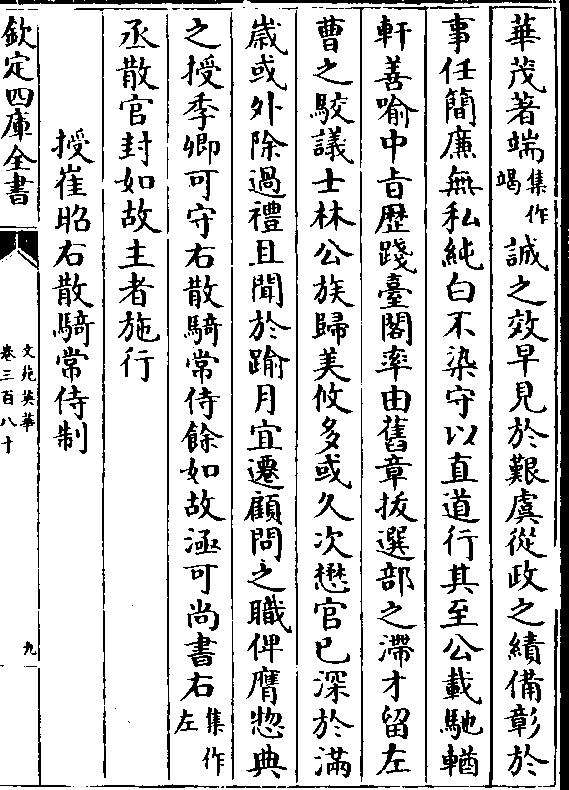 華茂著端集作竭誠之效早見於艱虞從政之績備彰於
事任簡廉無私純白不染守以直道行其至公載馳輶
軒善喻中旨歴踐臺閣率由舊章拔選部之滯才留左
曹之駮議士林公族歸美攸多或久次懋官已深於滿
嵗或外除過禮且聞於踰月宜遷顧問之職俾膺惣典
之授季卿可守右散騎常侍餘如故涵可尚書右集作左
丞散官封如故主者施行
授崔昭右散騎常侍制
欽定四庫全書
文苑英華
卷三百八十
九